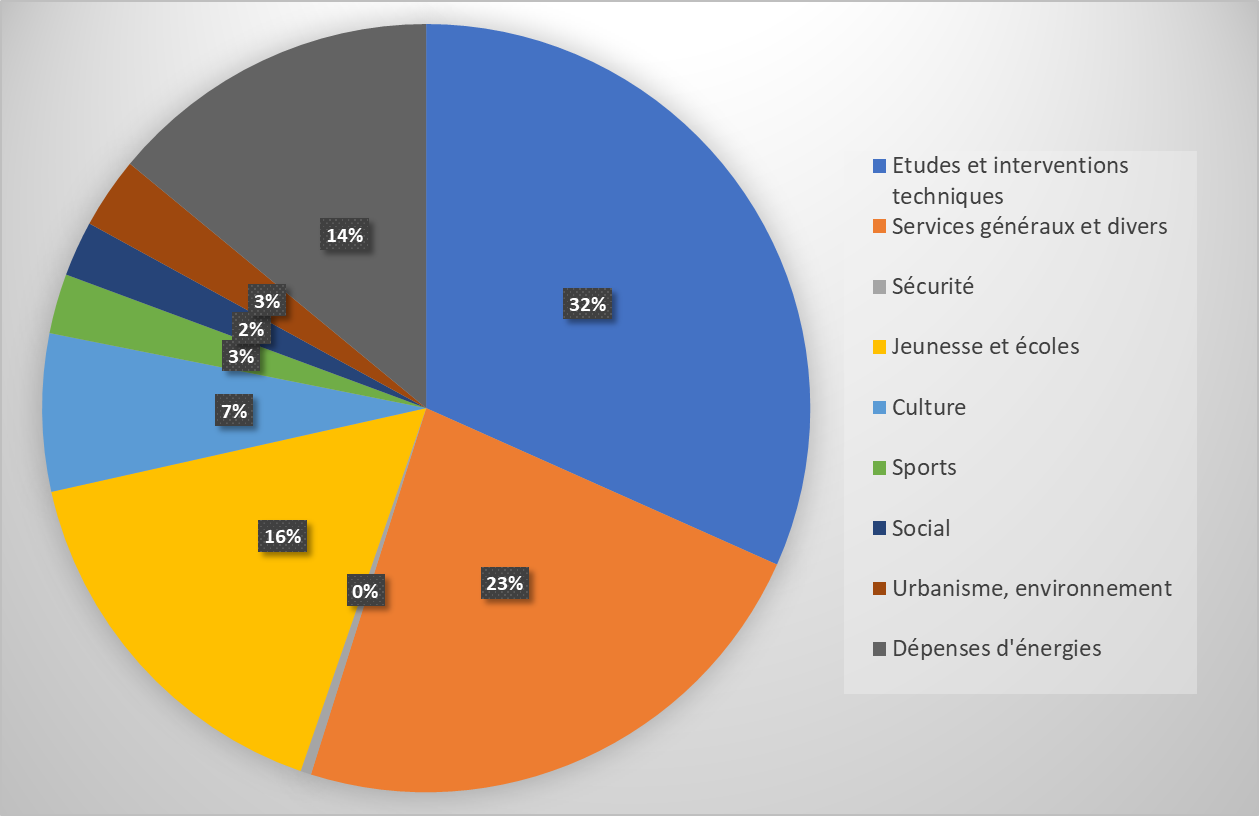 14%
32%
3%
2%
3%
7%
16%
0%
23%
Etudes et interventions
techniques
Services généraux et divers
Sécurité
Jeunesse et écoles
Culture
Sports
Social
Urbanisme, environnement
Dépenses d'énergies